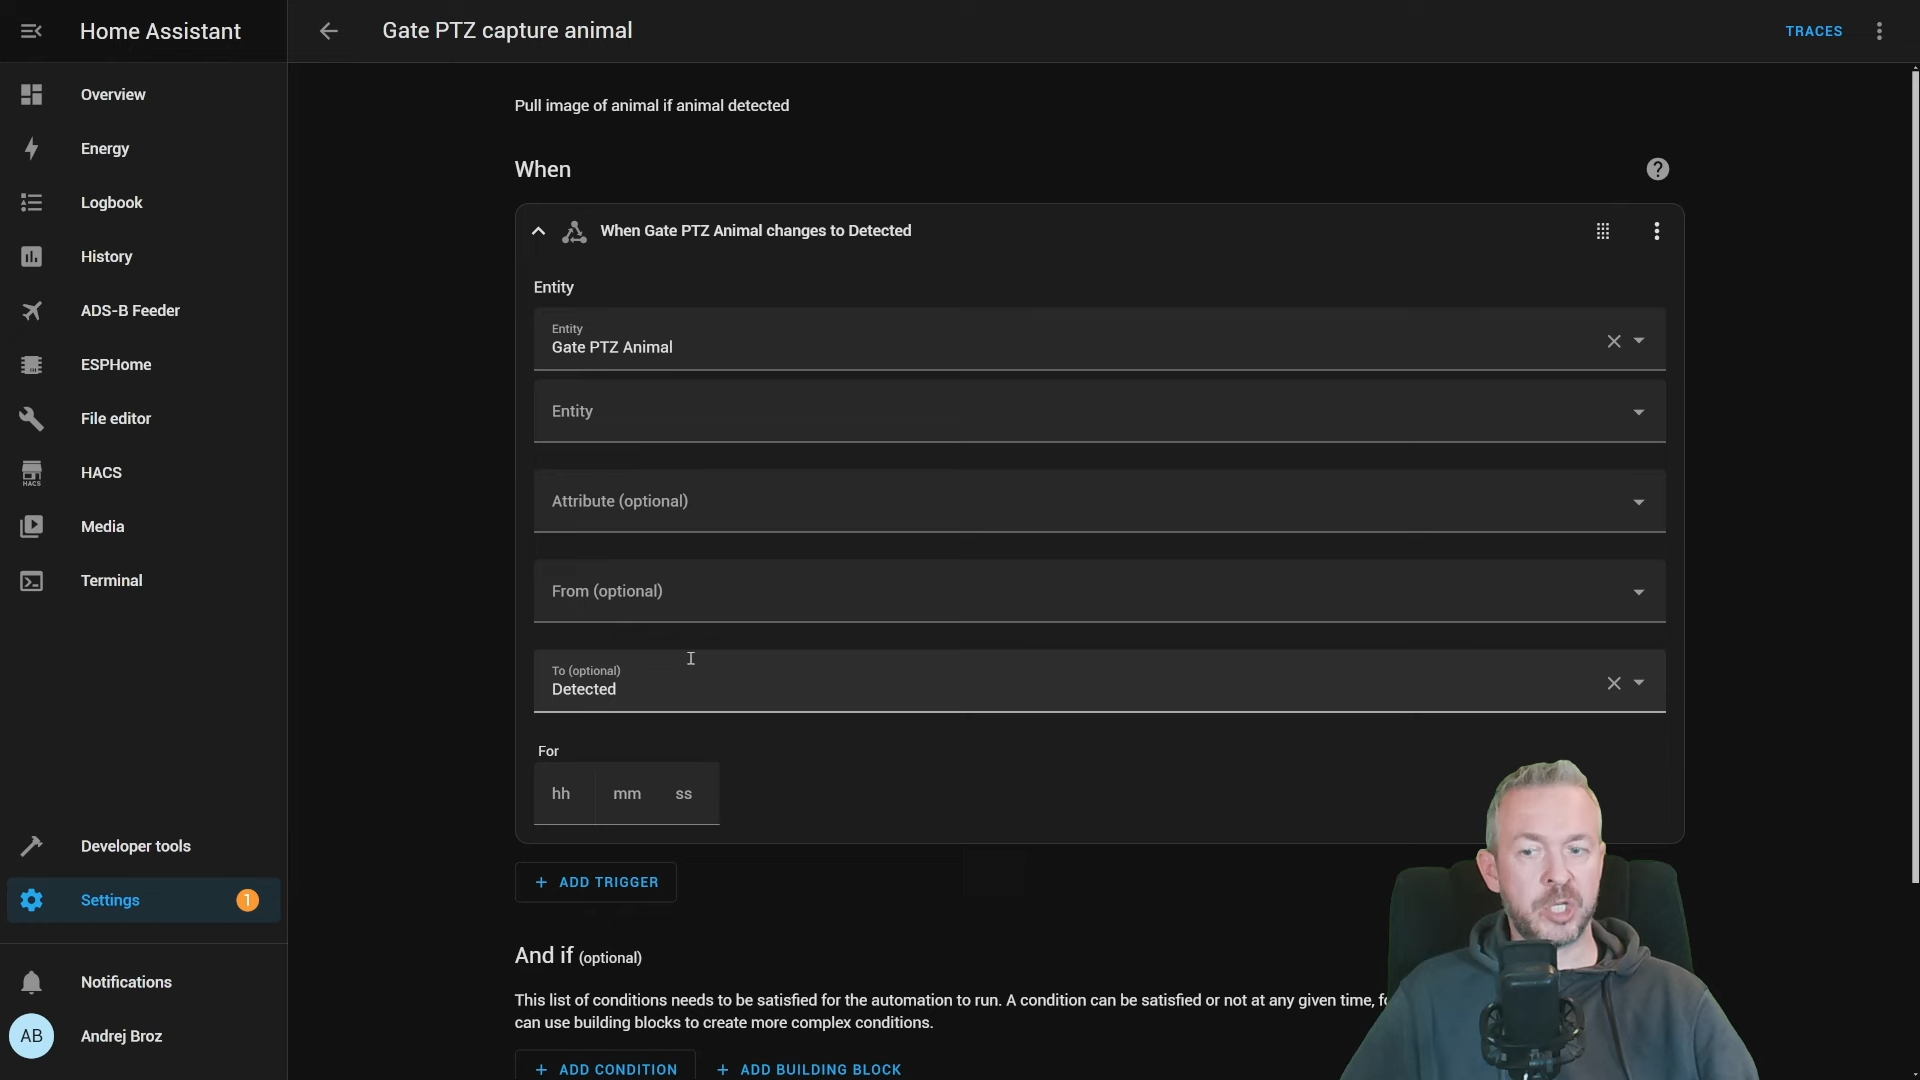 Home Assistant
Gate PTZ capture animal
TRACES
Overview
Energy
Logbook
History
ADS-B Feeder
ESPHome
File editor
HACS
HACS
Media
Terminal
Developer tools
Settings
1
Notifications
AB
Andrej Broz
Pull image of animal if animal detected
When
?
When Gate PTZ Animal changes to Detected
Entity
Entity
Gate PTZ Animal
Entity
Attribute (optional)
From (optional)
To (optional)
Detected
For
hh mm ss
+ ADD TRIGGER
And if (optional)
This list of conditions needs to be satisfied for the automation to run. A condition can be satisfied or not at any given time,
can use building blocks to create more complex conditions.
+ ADD CONDITION
+ ADD BUILDING BLOCK